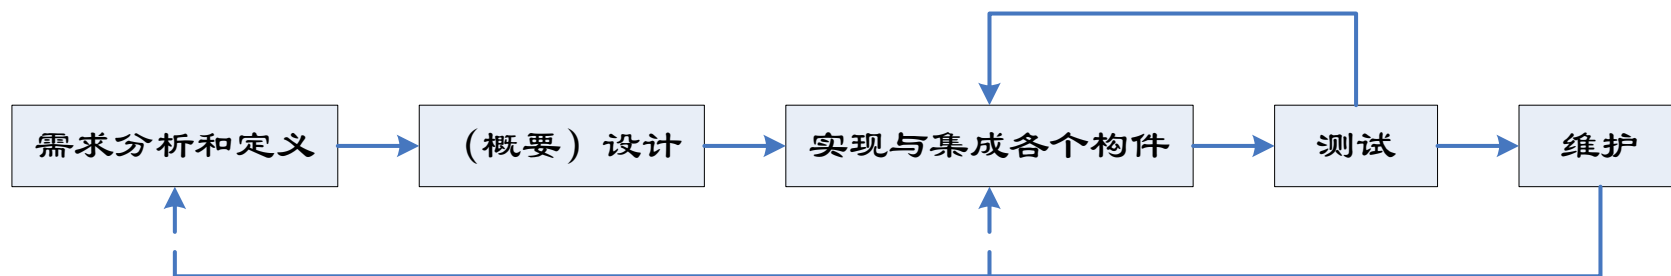 需求分析和定义
（概要）设计
实现与集成各个构件
测试
维护